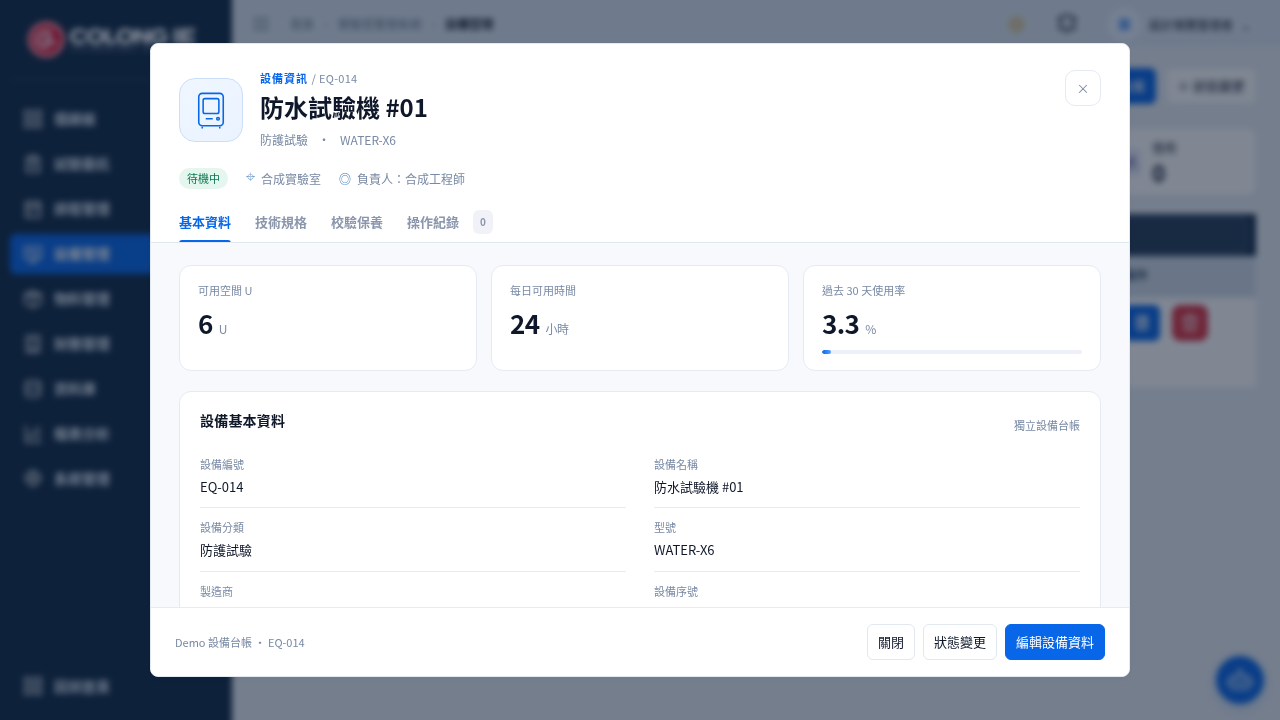 COLONG IE
設備資訊 / EQ-014
防水試驗機 #01
防護試驗 • WATER-X6
待機中 合成實驗室 負責人：合成工程師
基本資料 技術規格 校驗保養 操作紀錄 0
可用空間 U
6 U
每日可用時間
24 小時
過去 30 天使用率
3.3 %
設備基本資料
獨立設備台帳
設備編號
EQ-014
設備名稱
防水試驗機 #01
設備分類
防護試驗
型號
WATER-X6
製造商
設備序號
Demo 設備台帳 • EQ-014
關閉 狀態變更 編輯設備資料